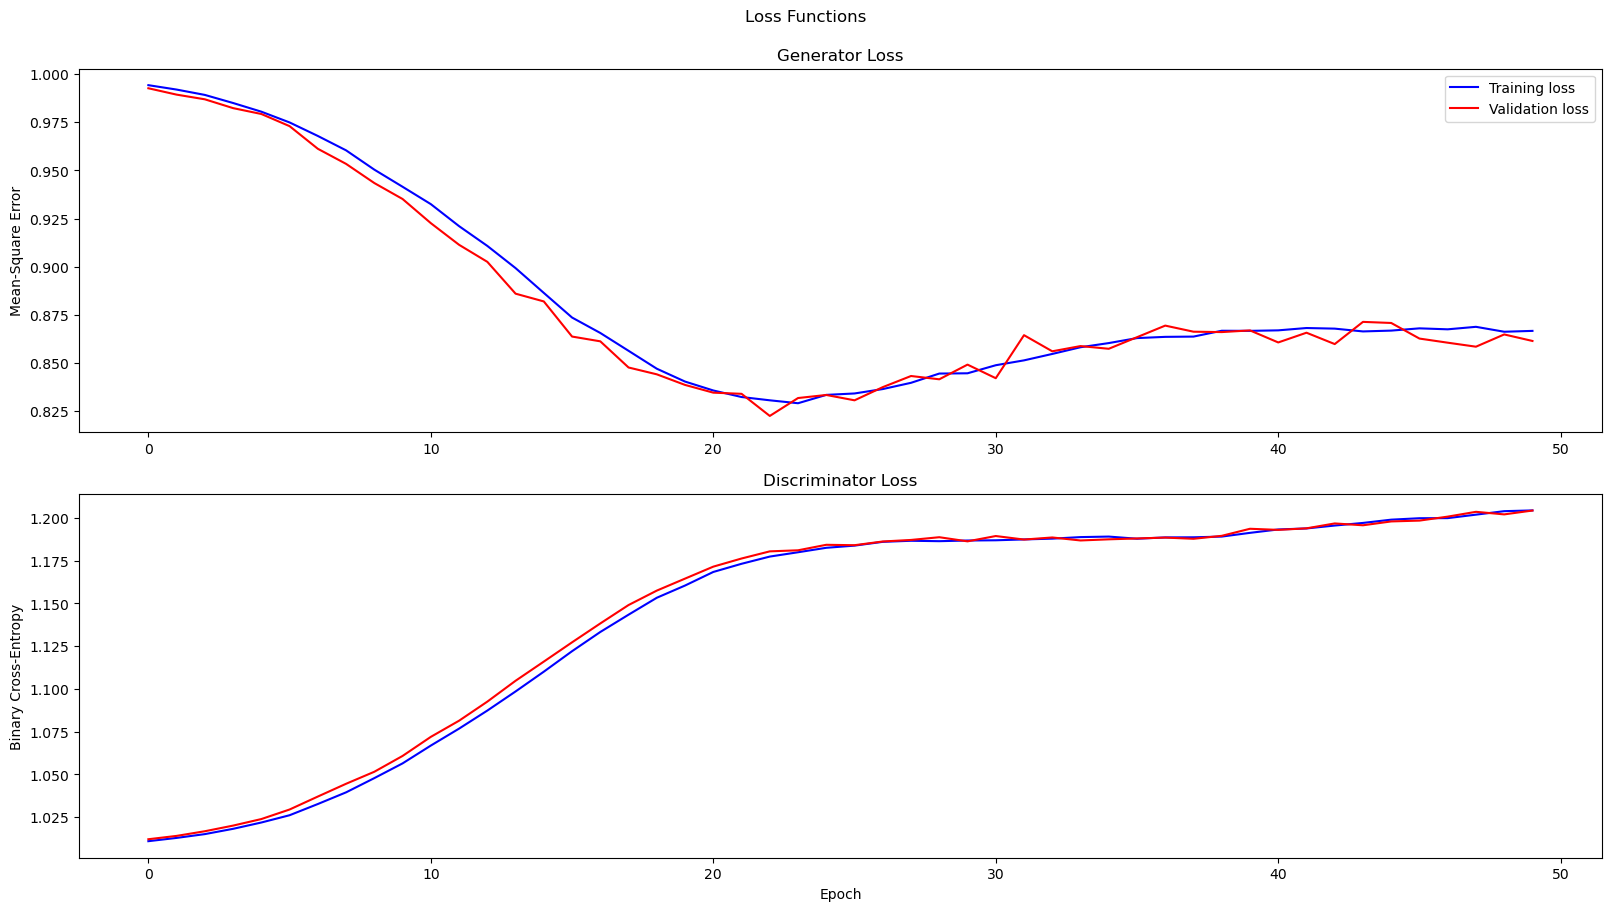 Loss Functions
Generator Loss
Mean-Square Error
1.000
0.975
0.950
0.925
0.900
0.875
0.850
0.825
Training loss
Validation loss
0 10 20 30 40 50
Discriminator Loss
Binary Cross-Entropy
1.200
1.175
1.150
1.125
1.100
1.075
1.050
1.025
0 10 20 30 40 50
Epoch